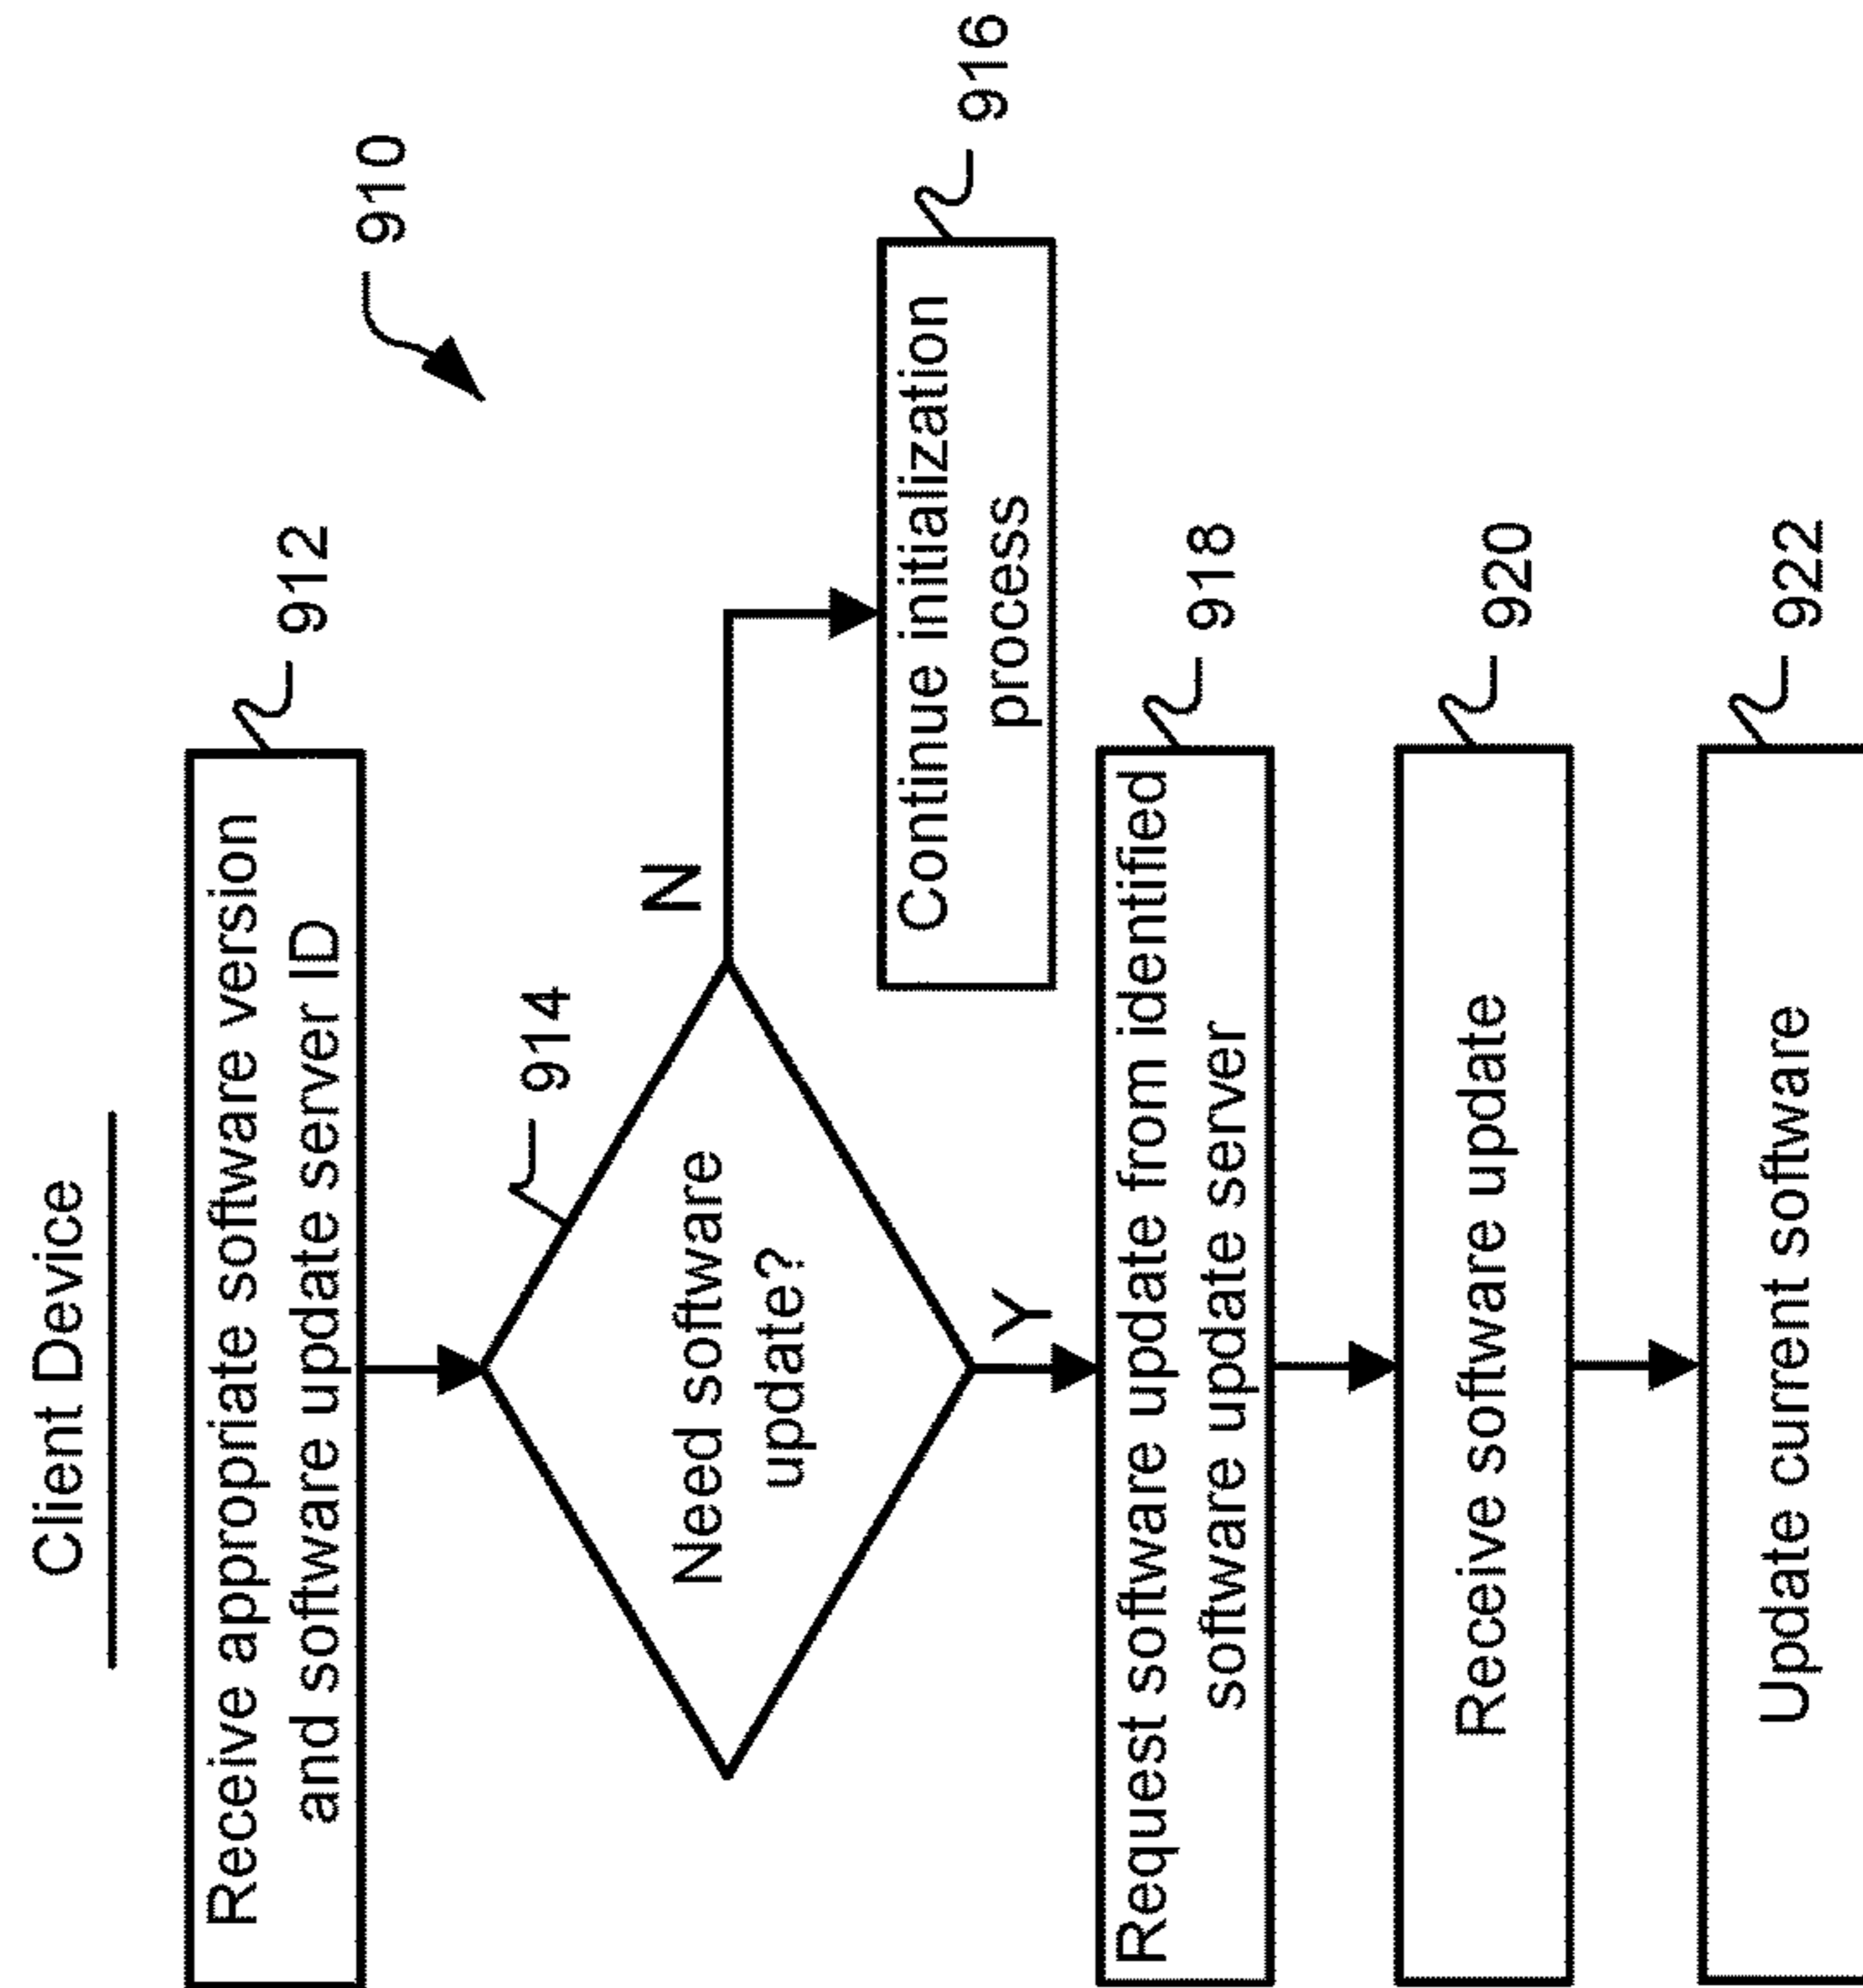 Client Device
910
Receive appropriate software version
and software update server ID
912
914
Need software
update?
N
Continue initialization
process
916
Y
Request software update from identified
software update server
918
Receive software update
920
Update current software
922